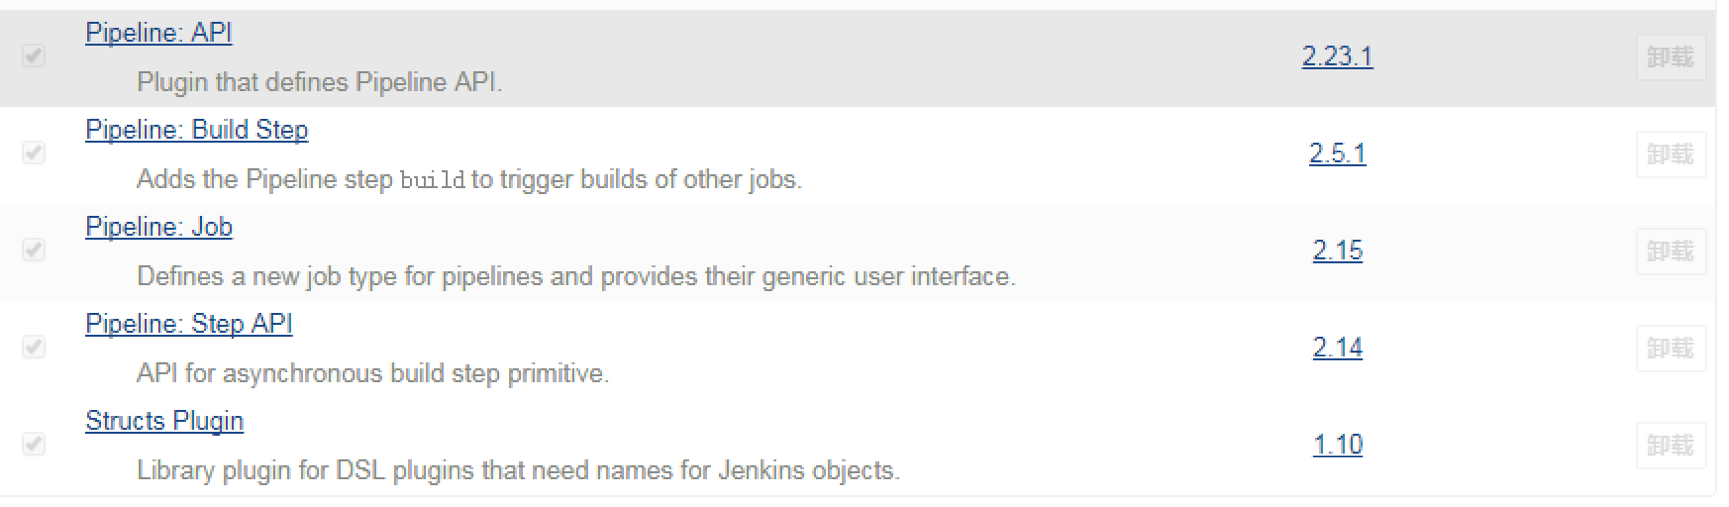 Pipeline: API
Plugin that defines Pipeline API.
2.23.1
卸载
Pipeline: Build Step
Adds the Pipeline step build to trigger builds of other jobs.
2.5.1
卸载
Pipeline: Job
Defines a new job type for pipelines and provides their generic user interface.
2.15
卸载
Pipeline: Step API
API for asynchronous build step primitive.
2.14
卸载
Structs Plugin
Library plugin for DSL plugins that need names for Jenkins objects.
1.10
卸载